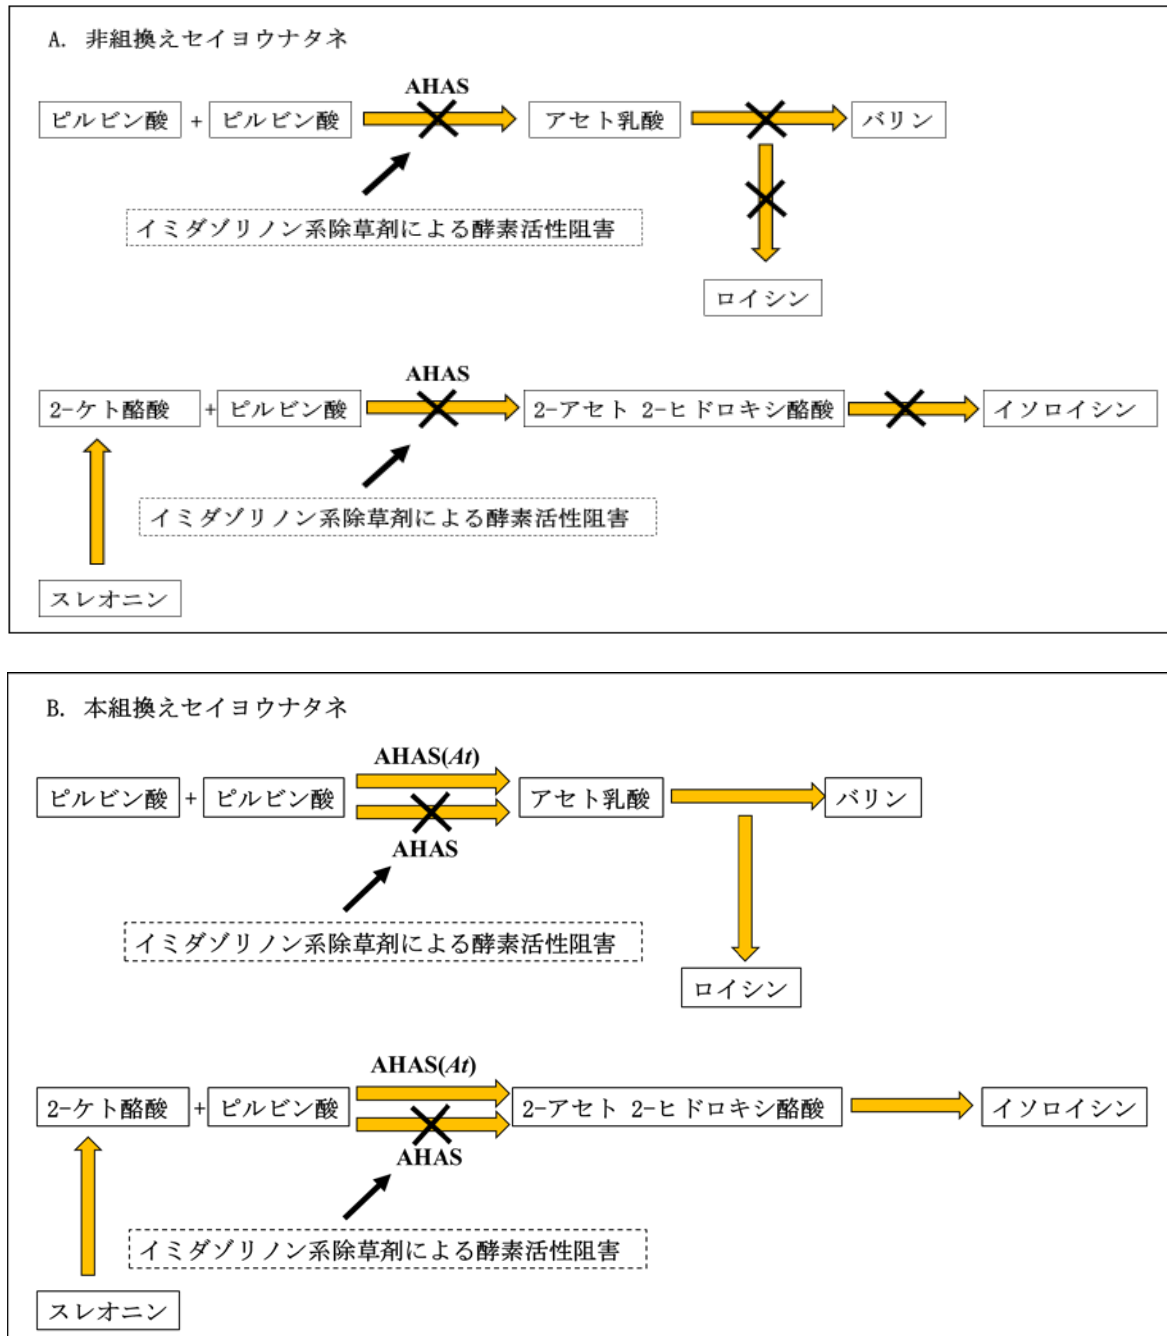 A. 非組換えセイヨウナタネ
AHAS
ピルビン酸 + ピルビン酸 アセト乳酸 バリン
イミダゾリノン系除草剤による酵素活性阻害
ロイシン
AHAS
2-ケト酪酸 + ピルビン酸 2-アセト 2-ヒドロキシ酪酸 イソロイシン
イミダゾリノン系除草剤による酵素活性阻害
スレオニン
B. 本組換えセイヨウナタネ
AHAS(At)
ピルビン酸 + ピルビン酸 アセト乳酸 バリン
AHAS
イミダゾリノン系除草剤による酵素活性阻害
ロイシン
AHAS(At)
2-ケト酪酸 + ピルビン酸 2-アセト 2-ヒドロキシ酪酸 イソロイシン
AHAS
イミダゾリノン系除草剤による酵素活性阻害
スレオニン